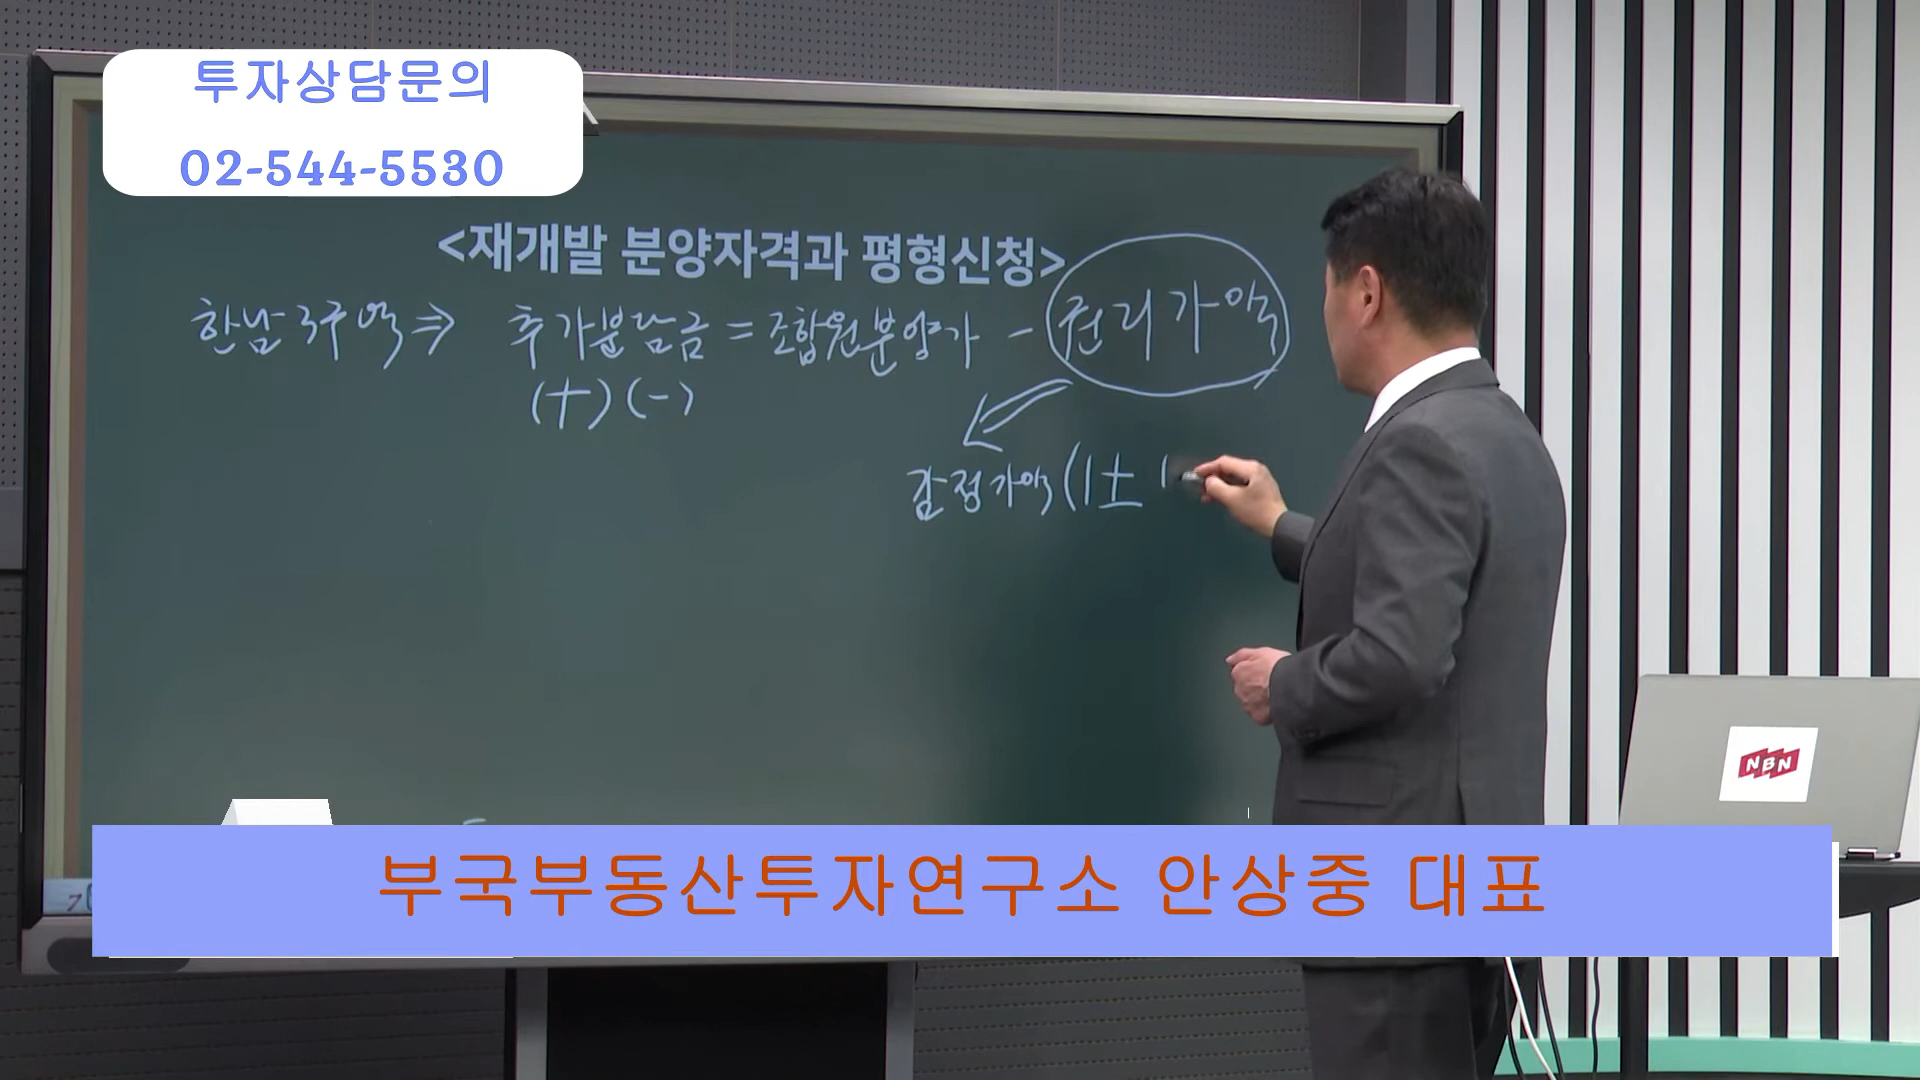 투자상담문의
02-544-5530
<재개발 분양자격과 평형신청>
한남3구역⇒ 추가분담금 = 조합원분양가 - 권리가액
(+)(-)
감정가액(1± 1
부국부동산투자연구소 안상중 대표
NBN
7